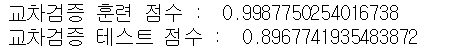 교차검증 훈련 점수 :  0.9987750254016738
교차검증 테스트 점수 :  0.8967741935483872